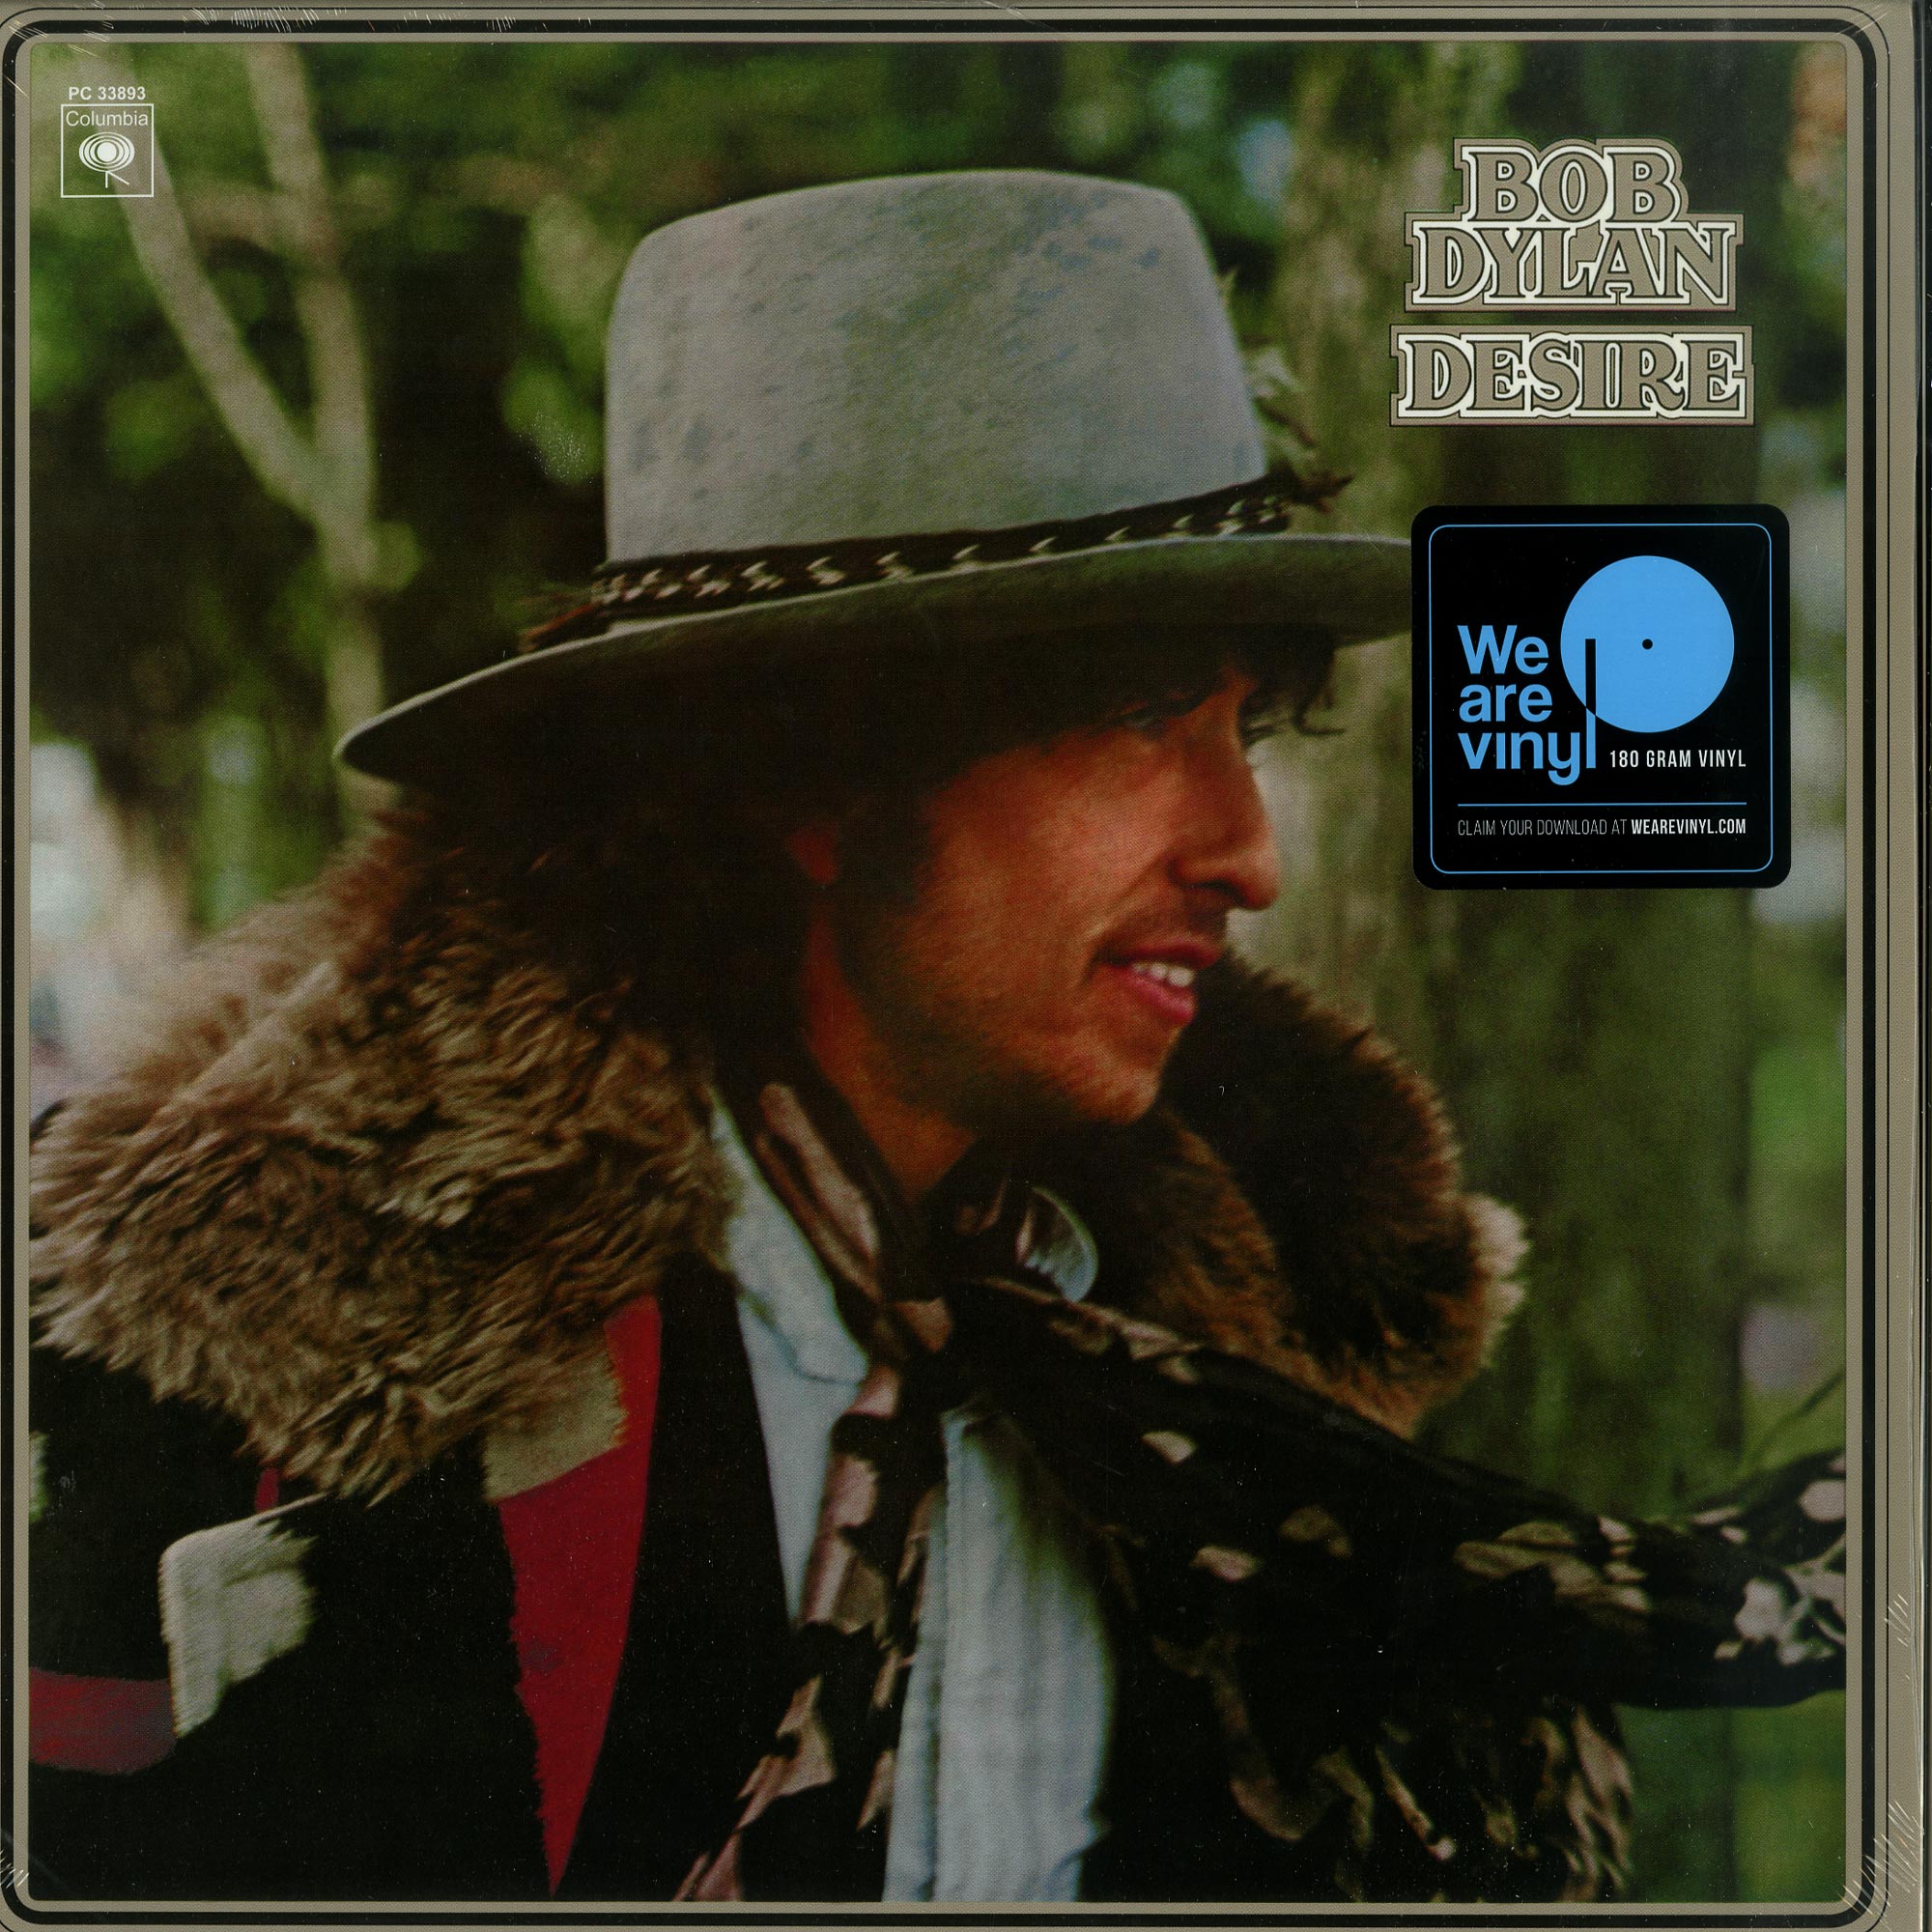 PC 33893
Columbia
BOB
DYLAN
DESIRE
We
are
vinyl
180 GRAM VINYL
CLAIM YOUR DOWNLOAD AT WEAREVINYL.COM